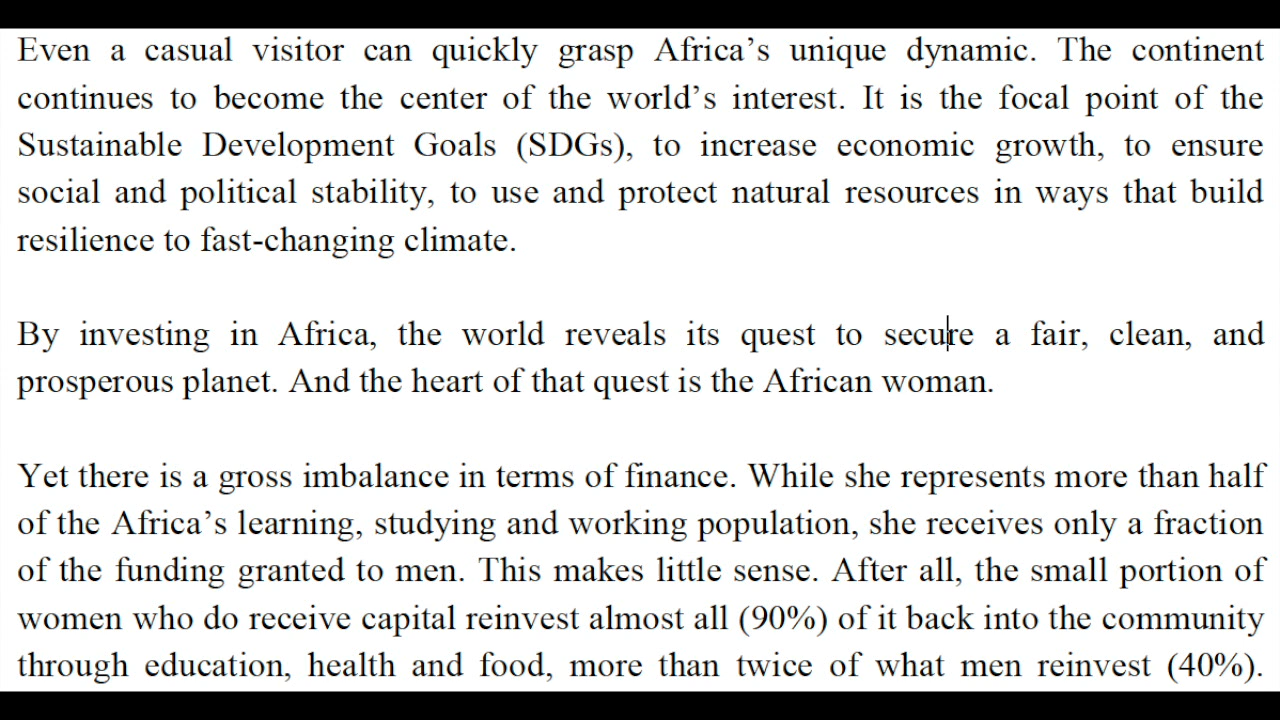 Even a casual visitor can quickly grasp Africa’s unique dynamic. The continent
continues to become the center of the world’s interest. It is the focal point of the
Sustainable Development Goals (SDGs), to increase economic growth, to ensure
social and political stability, to use and protect natural resources in ways that build
resilience to fast-changing climate.
By investing in Africa, the world reveals its quest to secure a fair, clean, and
prosperous planet. And the heart of that quest is the African woman.
Yet there is a gross imbalance in terms of finance. While she represents more than half
of the Africa’s learning, studying and working population, she receives only a fraction
of the funding granted to men. This makes little sense. After all, the small portion of
women who do receive capital reinvest almost all (90%) of it back into the community
through education, health and food, more than twice of what men reinvest (40%).